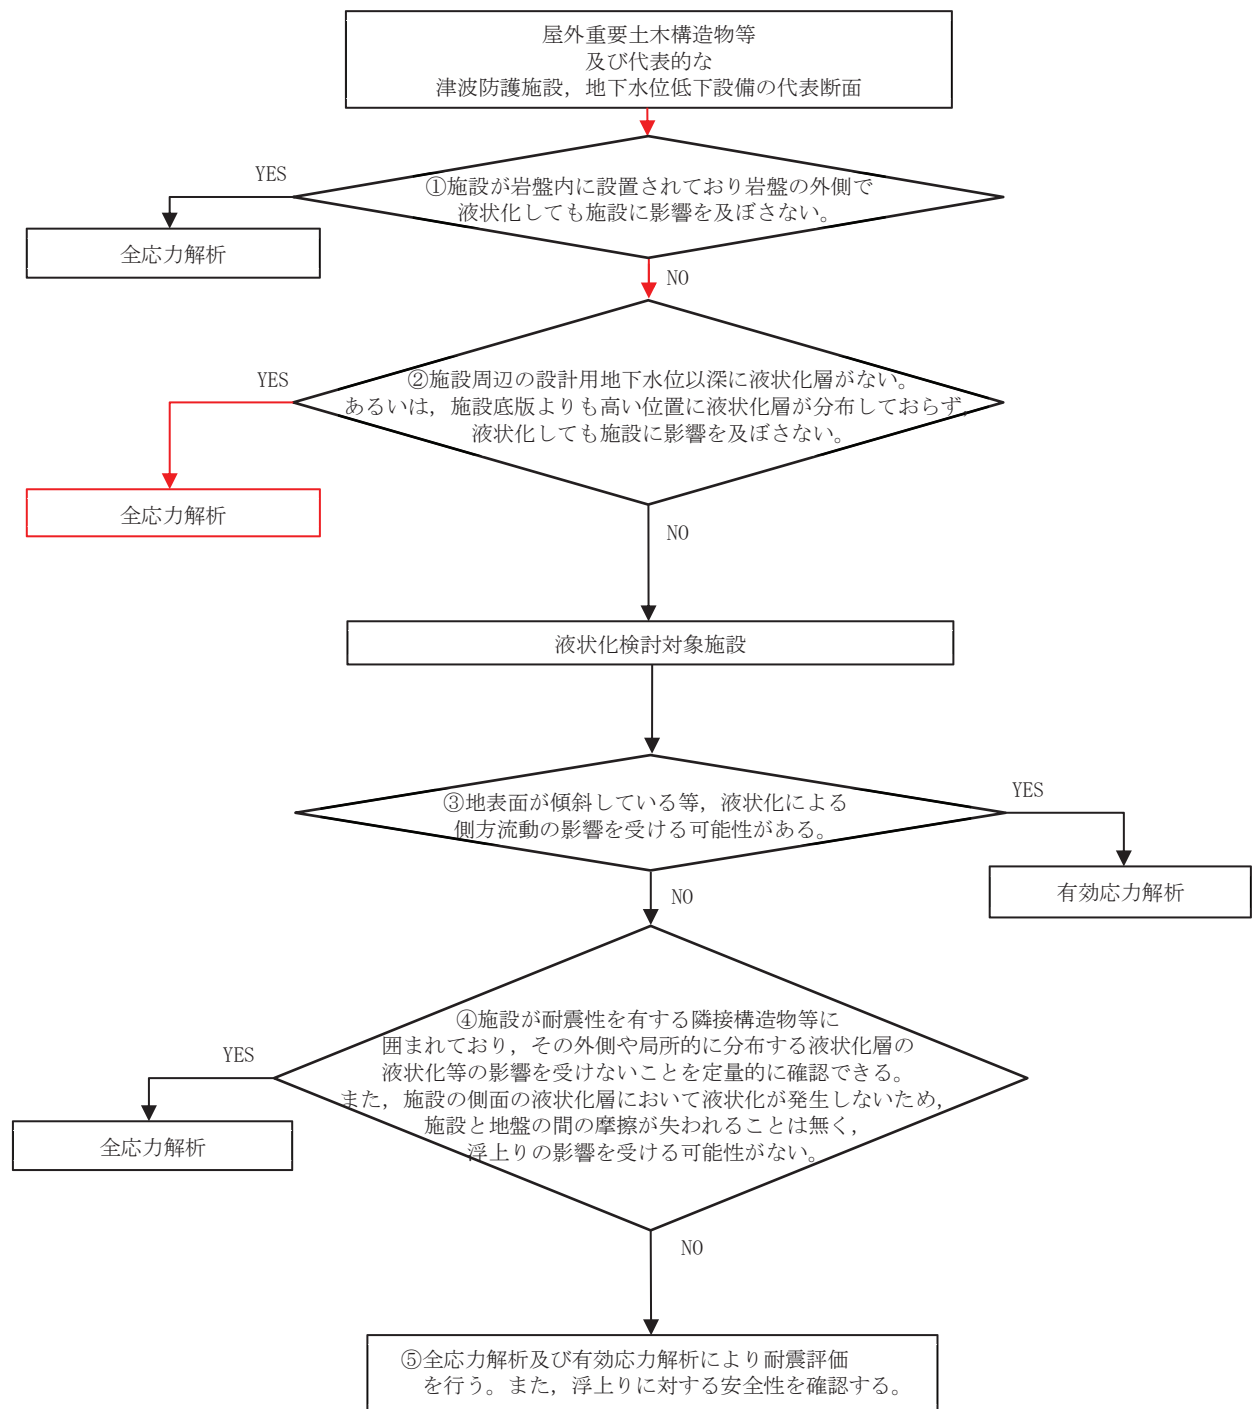 屋外重要土木構造物等
及び代表的な
津波防護施設，地下水位低下設備の代表断面
YES
①施設が岩盤内に設置されており岩盤の外側で
液状化しても施設に影響を及ぼさない。
全応力解析
NO
YES
②施設周辺の設計用地下水位以深に液状化層がない。
あるいは，施設底版よりも高い位置に液状化層が分布しておらず，
液状化しても施設に影響を及ぼさない。
全応力解析
NO
液状化検討対象施設
③地表面が傾斜している等，液状化による
側方流動の影響を受ける可能性がある。
YES
有効応力解析
NO
④施設が耐震性を有する隣接構造物等に
囲まれており，その外側や局所的に分布する液状化層の
液状化等の影響を受けないことを定量的に確認できる。
また，施設の側面の液状化層において液状化が発生しないため，
施設と地盤の間の摩擦が失われることは無く，
浮上りの影響を受ける可能性がない。
YES
全応力解析
NO
⑤全応力解析及び有効応力解析により耐震評価
を行う。また，浮上りに対する安全性を確認する。